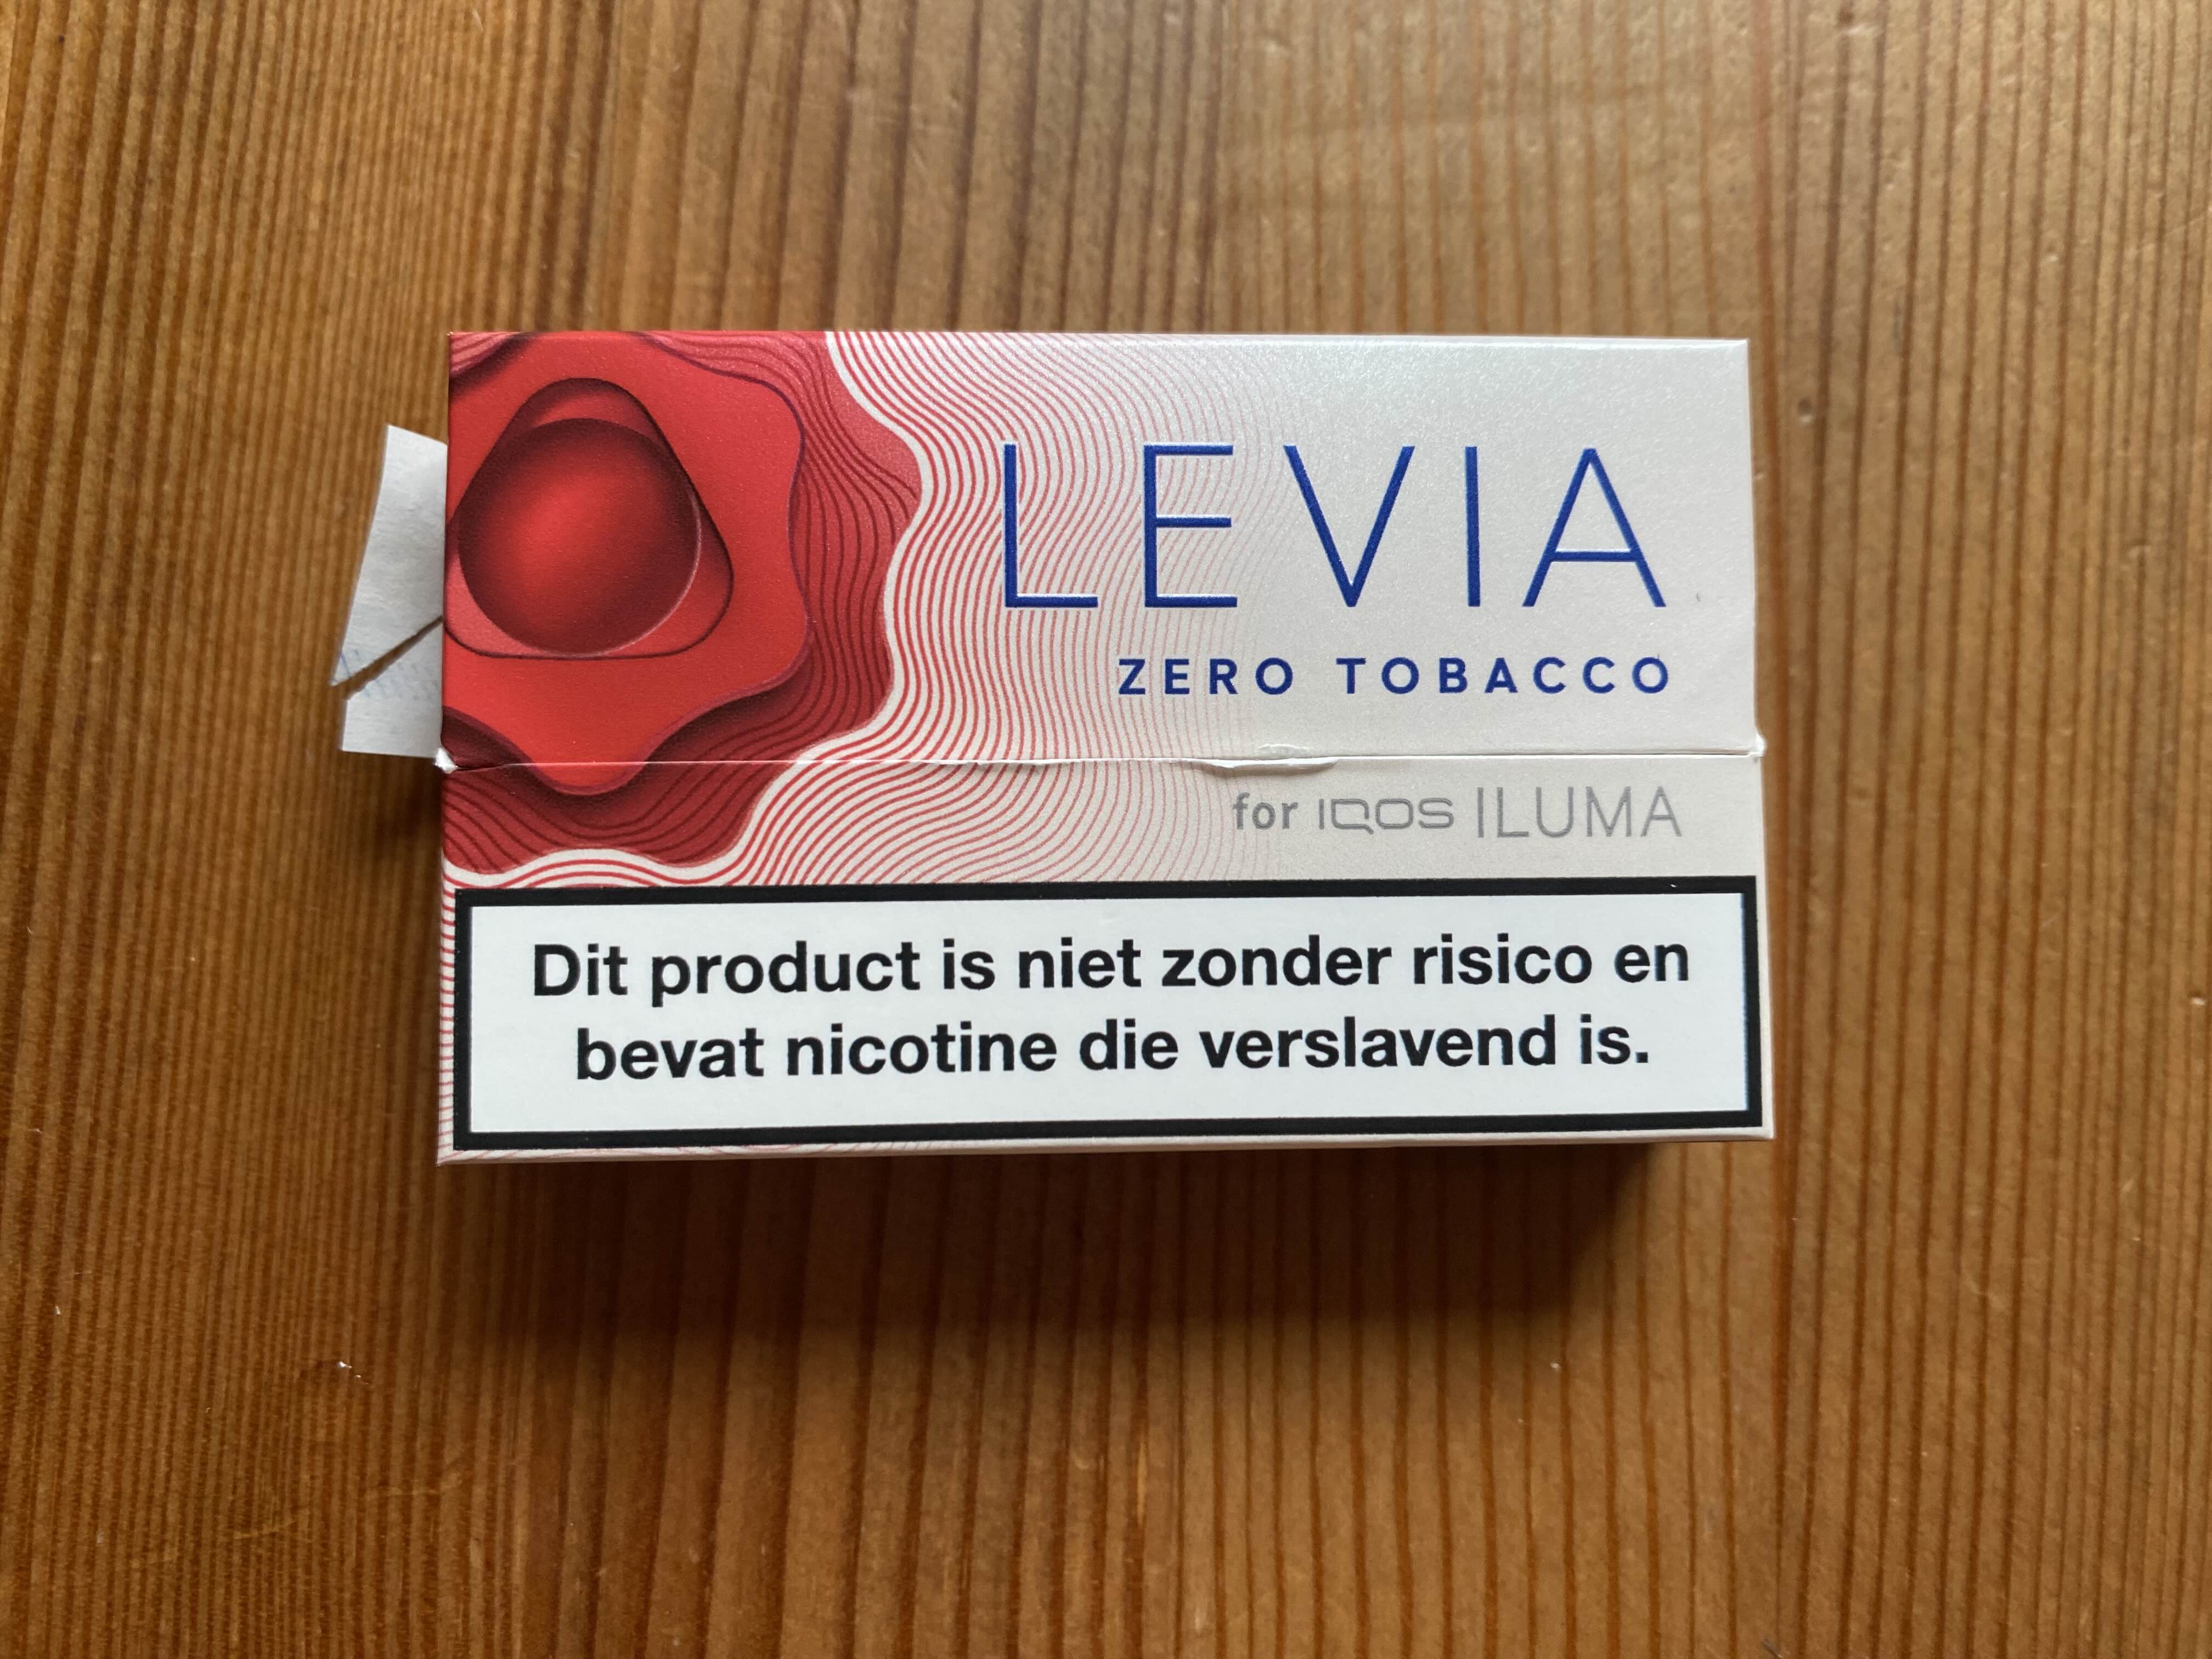 LEVIA
ZERO TOBACCO
for IQOS ILUMA
Dit product is niet zonder risico en
bevat nicotine die verslavend is.